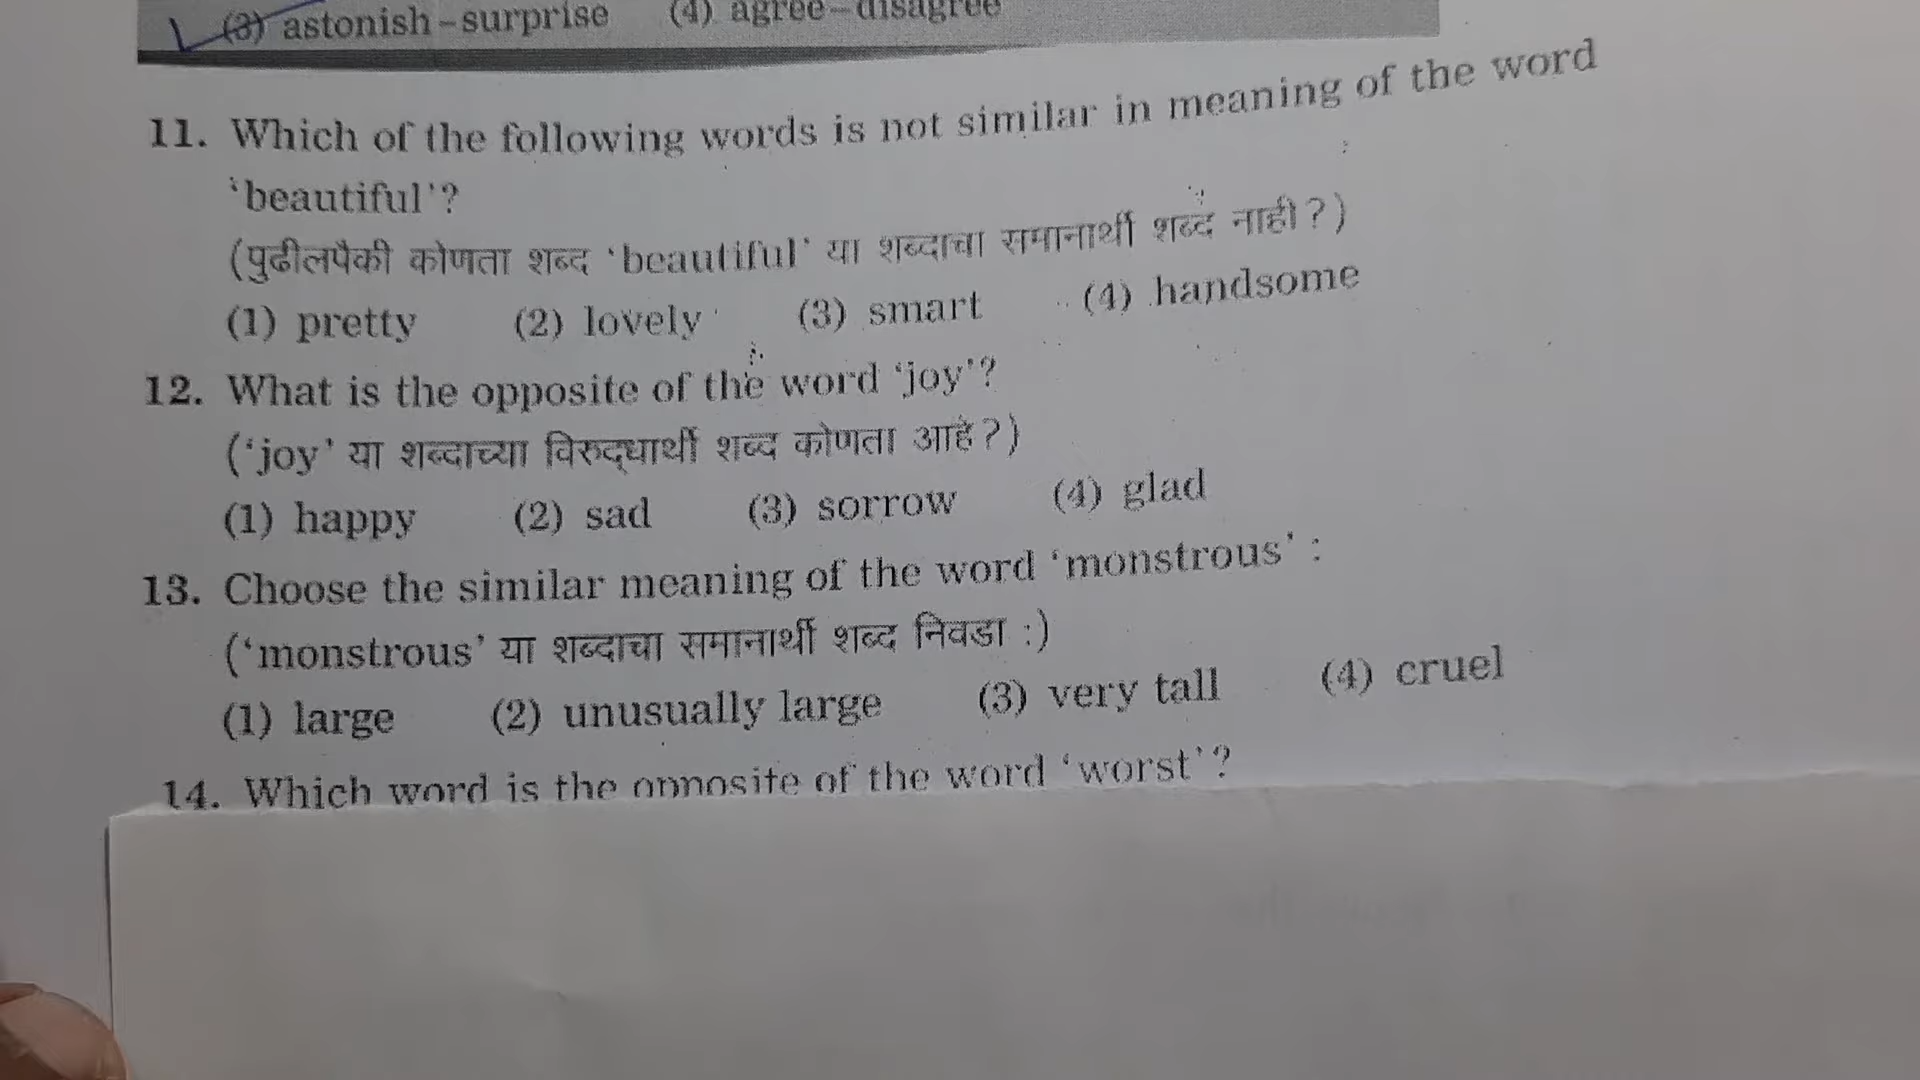 (3) astonish-surprise (4) agree-disagree
11. Which of the following words is not similar in meaning of the word
'beautiful'?
(पुढीलपैकी कोणता शब्द 'beautiful' या शब्दाचा समानार्थी शब्द नाही?)
(1) pretty (2) lovely (3) smart (4) handsome
12. What is the opposite of the word 'joy'?
('joy' या शब्दाच्या विरुद्धार्थी शब्द कोणता आहे?)
(1) happy (2) sad (3) sorrow (4) glad
13. Choose the similar meaning of the word 'monstrous' :
('monstrous' या शब्दाचा समानार्थी शब्द निवडा :)
(1) large (2) unusually large (3) very tall (4) cruel
14. Which word is the opposite of the word 'worst'?